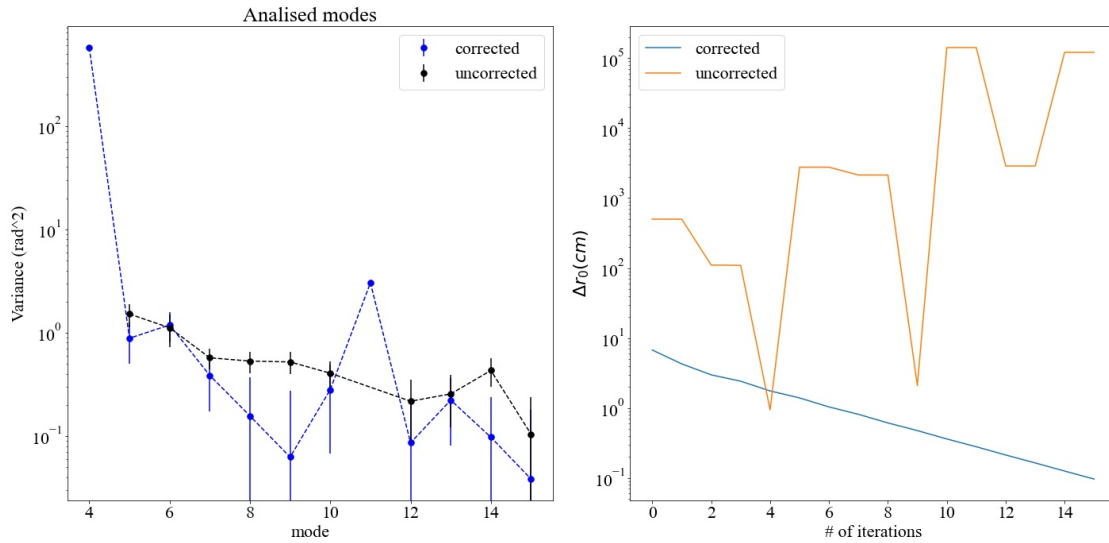 Analised modes
Variance (rad^2)
10^2
10^1
10^0
10^-1
corrected
uncorrected
4
6
8
10
12
14
mode
Δr_0(cm)
10^5
10^4
10^3
10^2
10^1
10^0
10^-1
corrected
uncorrected
0
2
4
6
8
10
12
14
# of iterations